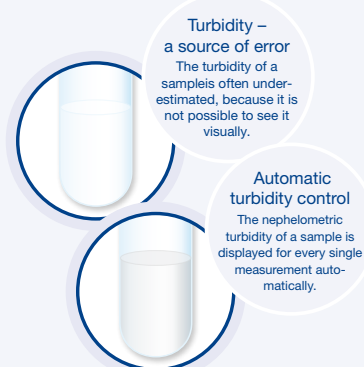 Turbidity –
a source of error
The turbidity of a
sampleis often under-
estimated, because it is
not possible to see it
visually.
Automatic
turbidity control
The nephelometric
turbidity of a sample is
displayed for every single
measurement auto-
matically.